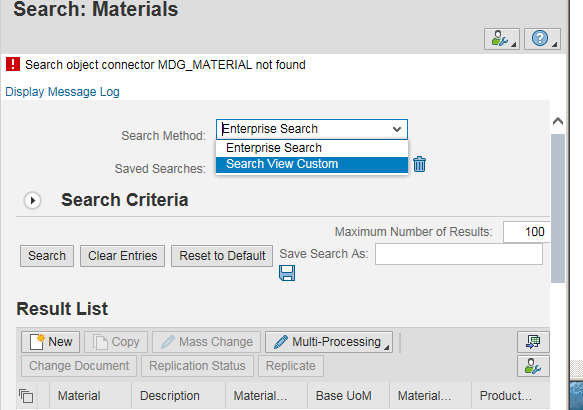 Search: Materials
Search object connector MDG_MATERIAL not found
Display Message Log
Search Method: Enterprise Search
Enterprise Search
Saved Searches: Search View Custom
Search Criteria
Maximum Number of Results: 100
Search Clear Entries Reset to Default Save Search As:
Result List
New Copy Mass Change Multi-Processing
Change Document Replication Status Replicate
Material Description Material... Base UoM Material... Product...